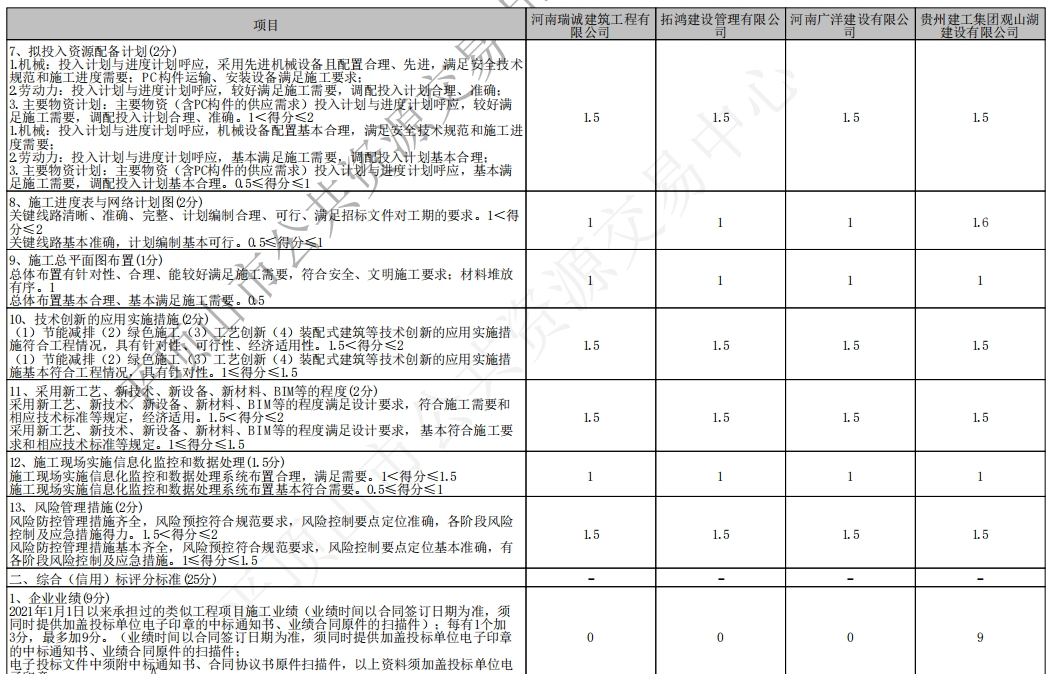 项目
河南瑞诚建筑工程有限公司
拓鸿建设管理有限公司
河南广洋建设有限公司
贵州建工集团观山湖建设有限公司
7、拟投入资源配备计划(2分)
1.机械：投入计划与进度计划呼应，采用先进机械设备且配置合理、先进，满足安全技术
规范和施工进度需要；PC构件运输、安装设备满足施工要求；
2.劳动力：投入计划与进度计划呼应，较好满足施工需要，调配投入计划合理、准确；
3.主要物资计划：主要物资（含PC构件的供应需求）投入计划与进度计划呼应，较好满
足施工需要，调配投入计划合理、准确。1＜得分≤2
1.机械：投入计划与进度计划呼应，机械设备配置基本合理，满足安全技术规范和施工进
度需要；
2.劳动力：投入计划与进度计划呼应，基本满足施工需要，调配投入计划基本合理；
3.主要物资计划：主要物资（含PC构件的供应需求）投入计划与进度计划呼应，基本满
足施工需要，调配投入计划基本合理。0.5≤得分≤1
1.5 1.5 1.5 1.5
8、施工进度表与网络计划图(2分)
关键线路清晰、准确、完整、计划编制合理、可行、满足招标文件对工期的要求。1＜得
分≤2
关键线路基本准确，计划编制基本可行。0.5≤得分≤1
1 1 1 1.6
9、施工总平面图布置(1分)
总体布置有针对性、合理、能较好满足施工需要，符合安全、文明施工要求；材料堆放
有序。1
总体布置基本合理、基本满足施工需要。0.5
1 1 1 1
10、技术创新的应用实施措施(2分)
（1）节能减排（2）绿色施工（3）工艺创新（4）装配式建筑等技术创新的应用实施措
施符合工程情况，具有针对性、可行性、经济适用性。1.5＜得分≤2
（1）节能减排（2）绿色施工（3）工艺创新（4）装配式建筑等技术创新的应用实施措
施基本符合工程情况，具有针对性。1≤得分≤1.5
1.5 1.5 1.5 1.5
11、采用新工艺、新技术、新设备、新材料、BIM等的程度(2分)
采用新工艺、新技术、新设备、新材料、BIM等的程度满足设计要求，符合施工需要和
相应技术标准等规定，经济适用。1.5＜得分≤2
采用新工艺、新技术、新设备、新材料、BIM等的程度满足设计要求，基本符合施工要
求和相应技术标准等规定。1≤得分≤1.5
1.5 1.5 1.5 1.5
12、施工现场实施信息化监控和数据处理(1.5分)
施工现场实施信息化监控和数据处理系统布置合理，满足需要。1＜得分≤1.5
施工现场实施信息化监控和数据处理系统布置基本符合需要。0.5≤得分≤1
1 1 1 1
13、风险管理措施(2分)
风险防控管理措施齐全，风险预控符合规范要求，风险控制要点定位准确，各阶段风险
控制及应急措施得力。1.5＜得分≤2
风险防控管理措施基本齐全，风险预控符合规范要求，风险控制要点定位基本准确，有
各阶段风险控制及应急措施。1≤得分≤1.5
1.5 1.5 1.5 1.5
二、综合（信用）标评分标准(25分)
- - - -
1、企业业绩(9分)
2021年1月1日以来承担过的类似工程项目施工业绩（业绩时间以合同签订日期为准，须
同时提供加盖投标单位电子印章的中标通知书、业绩合同原件的扫描件）；每有1个加
3分，最多加9分。（业绩时间以合同签订日期为准，须同时提供加盖投标单位电子印章
的中标通知书、业绩合同原件的扫描件；
电子投标文件中须附中标通知书、合同协议书原件扫描件，以上资料须加盖投标单位电
0 0 0 9
平顶山市公共资源交易中心
平顶山市公共资源交易中心